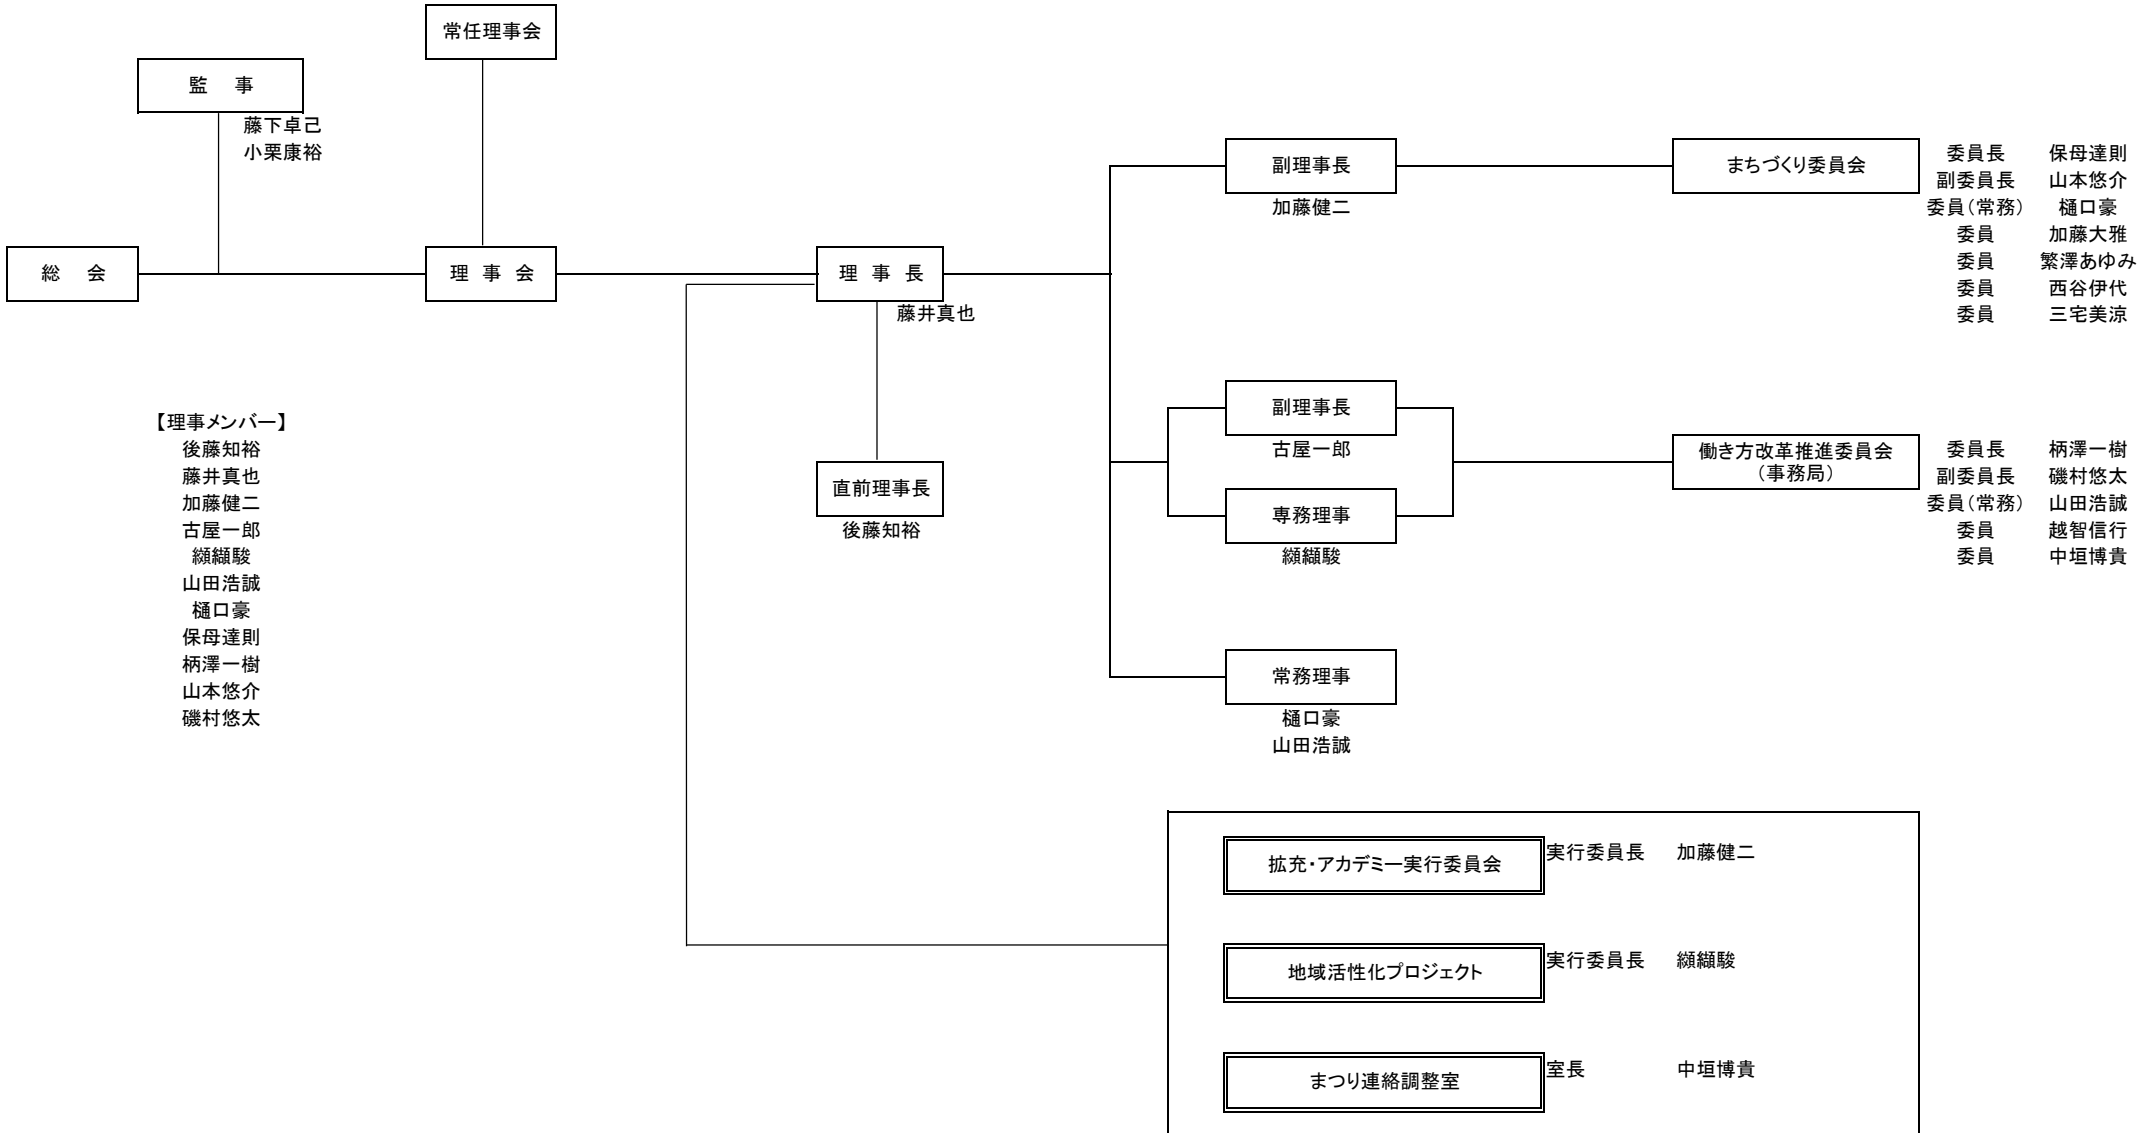 常任理事会
監 事
藤下卓己
小栗康裕
総 会
理 事 会
理 事 長
藤井真也
直前理事長
後藤知裕
【理事メンバー】
後藤知裕
藤井真也
加藤健二
古屋一郎
纐纈駿
山田浩誠
樋口豪
保母達則
柄澤一樹
山本悠介
磯村悠太
副理事長
加藤健二
まちづくり委員会
委員長 保母達則
副委員長 山本悠介
委員(常務) 樋口豪
委員 加藤大雅
委員 繁澤あゆみ
委員 西谷伊代
委員 三宅美涼
副理事長
古屋一郎
専務理事
纐纈駿
働き方改革推進委員会
(事務局)
委員長 柄澤一樹
副委員長 磯村悠太
委員(常務) 山田浩誠
委員 越智信行
委員 中垣博貴
常務理事
樋口豪
山田浩誠
拡充・アカデミー実行委員会 実行委員長 加藤健二
地域活性化プロジェクト 実行委員長 纐纈駿
まつり連絡調整室 室長 中垣博貴